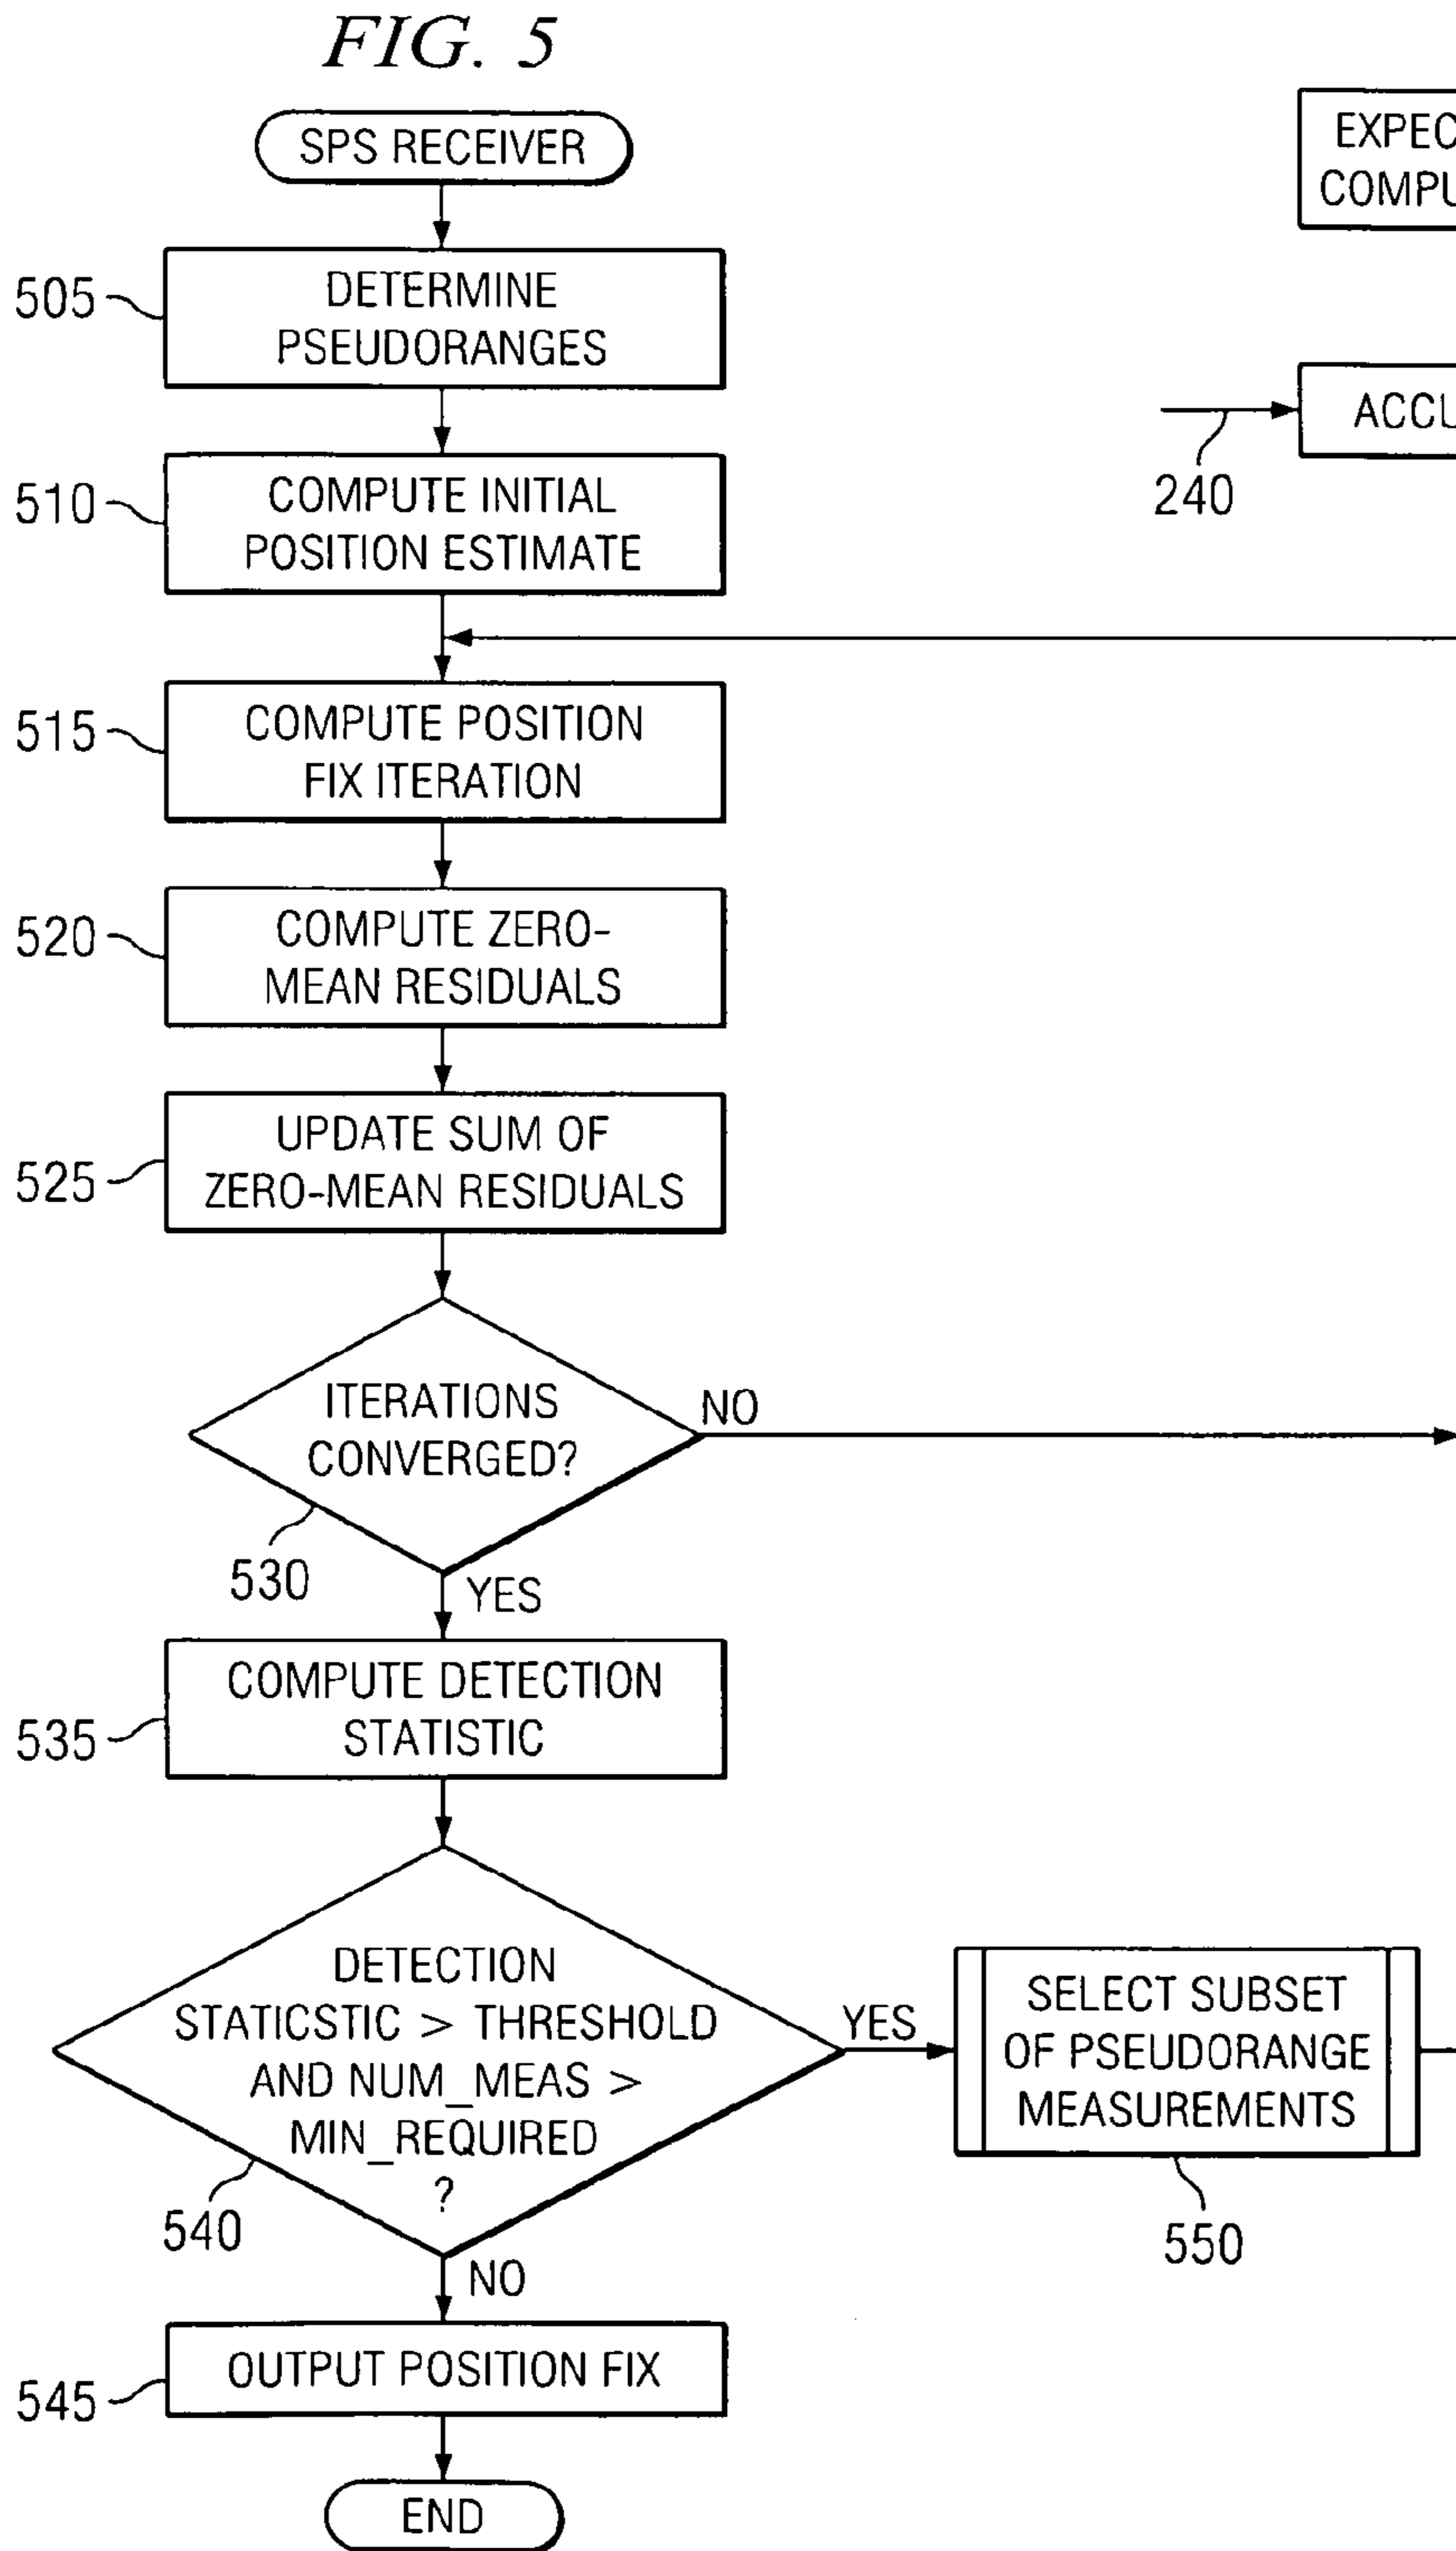 FIG. 5
SPS RECEIVER
505
DETERMINE
PSEUDORANGES
510
COMPUTE INITIAL
POSITION ESTIMATE
515
COMPUTE POSITION
FIX ITERATION
520
COMPUTE ZERO-
MEAN RESIDUALS
525
UPDATE SUM OF
ZERO-MEAN RESIDUALS
ITERATIONS
CONVERGED?
NO
530
YES
535
COMPUTE DETECTION
STATISTIC
DETECTION
STATICSTIC > THRESHOLD
AND NUM_MEAS >
MIN_REQUIRED
?
540
YES
SELECT SUBSET
OF PSEUDORANGE
MEASUREMENTS
550
NO
545
OUTPUT POSITION FIX
END
EXPEC
COMPU
ACCU
240